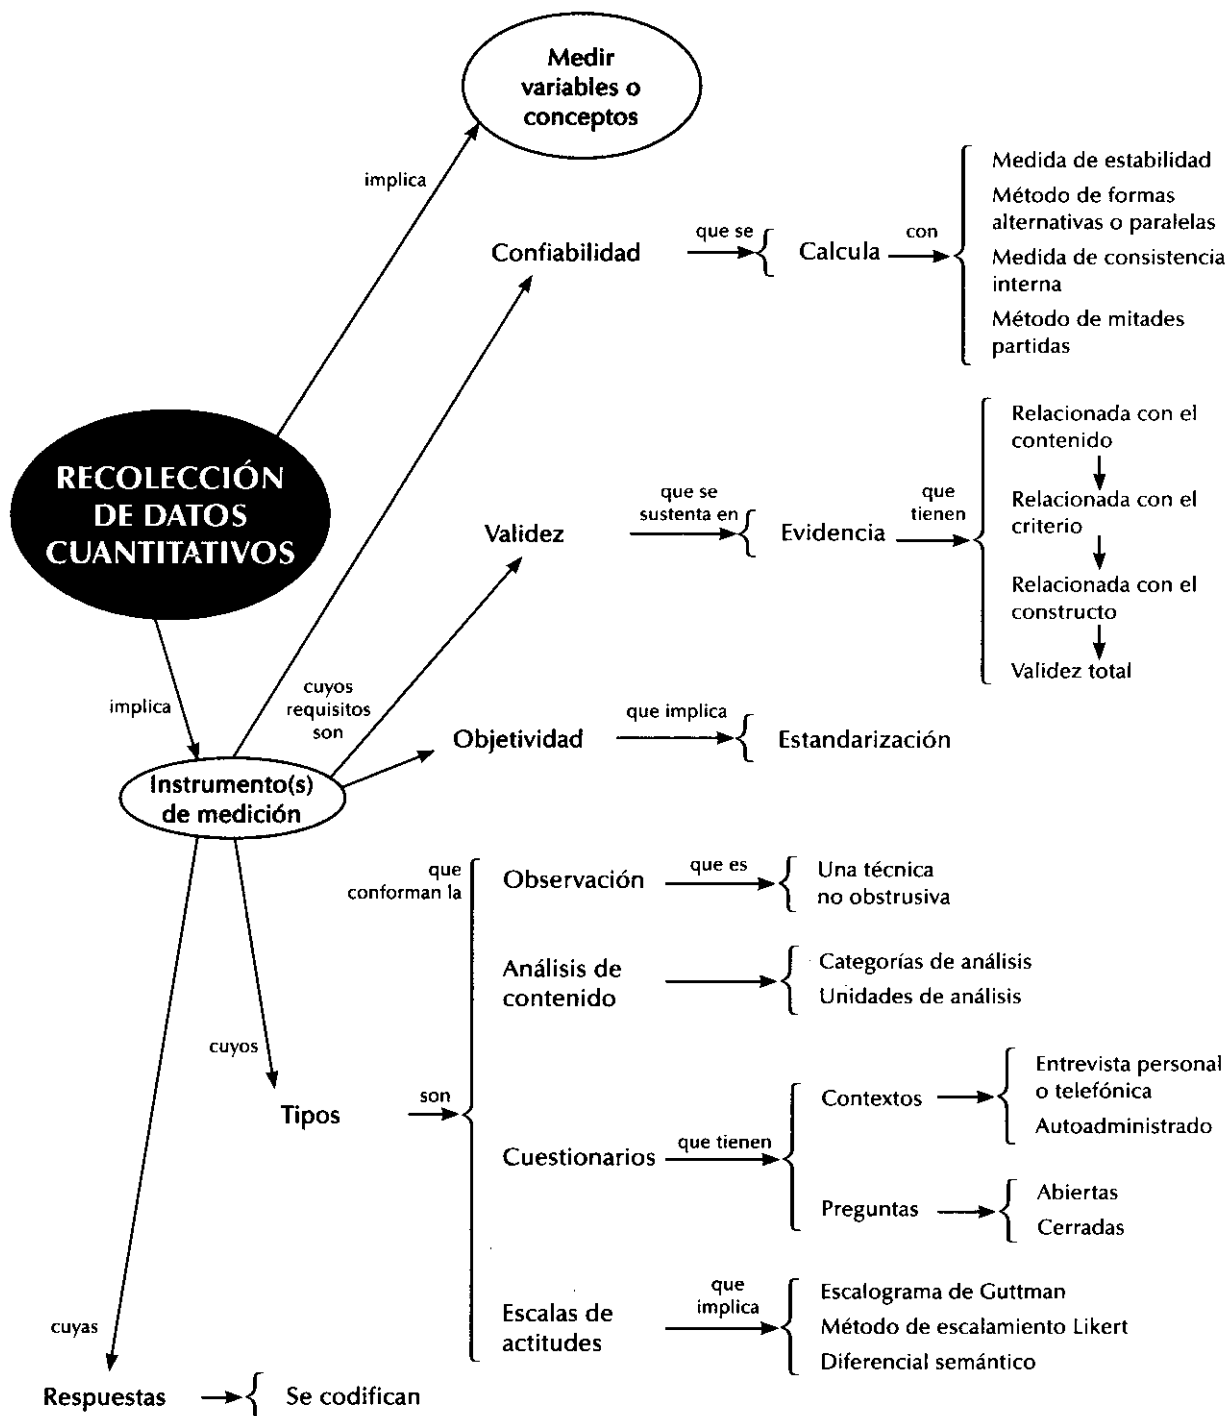 Medir
variables o
conceptos
implica
Confiabilidad
que se
Calcula
con
Medida de estabilidad
Método de formas
alternativas o paralelas
Medida de consistencia
interna
Método de mitades
partidas
RECOLECCIÓN
DE DATOS
CUANTITATIVOS
Validez
que se
sustenta en
Evidencia
que
tienen
Relacionada con el
contenido
Relacionada con el
criterio
Relacionada con el
constructo
Validez total
implica
cuyos
requisitos
son
Objetividad
que implica
Estandarización
Instrumento(s)
de medición
que
conforman la
Observación
que es
Una técnica
no obstrusiva
Análisis de
contenido
Categorías de análisis
Unidades de análisis
cuyos
Tipos
son
Cuestionarios
que tienen
Contextos
Entrevista personal
o telefónica
Autoadministrado
Preguntas
Abiertas
Cerradas
Escalas de
actitudes
que
implica
Escalograma de Guttman
Método de escalamiento Likert
Diferencial semántico
cuyas
Respuestas
Se codifican